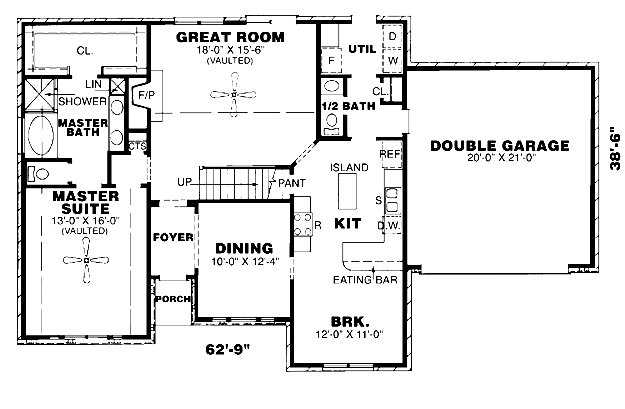 GREAT ROOM
18'-0" X 15'-6"
(VAULTED)
CL.
UTIL
D
W
F
LIN
SHOWER
F/P
CL.
1/2 BATH
MASTER
BATH
CTS
DOUBLE GARAGE
20'-0" X 21'-0"
38'-6"
REF
ISLAND
UP
PANT
MASTER
SUITE
13'-0" X 16'-0"
(VAULTED)
S
R
KIT
D.W.
FOYER
DINING
10'-0" X 12'-4"
EATING BAR
PORCH
BRK.
12'-0" X 11'-0"
62'-9"